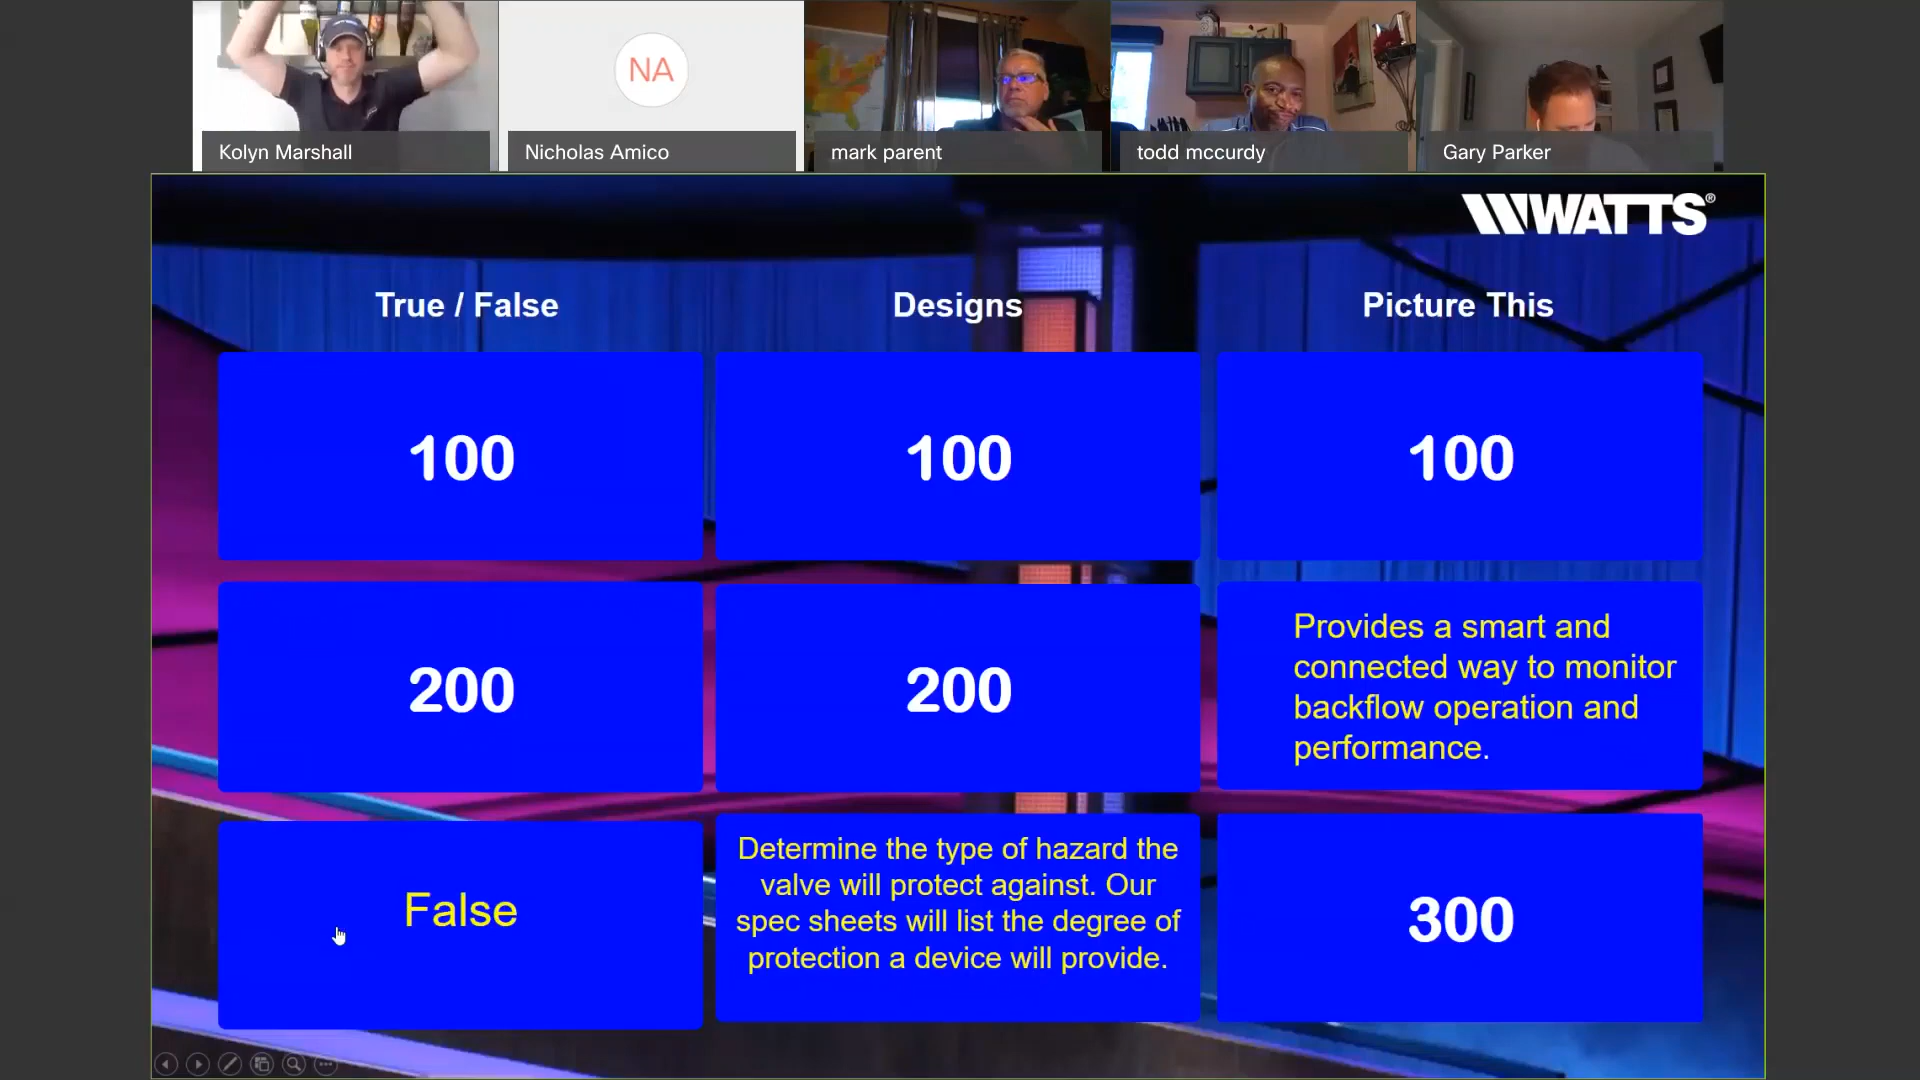 Kolyn Marshall
NA
Nicholas Amico
mark parent
todd mccurdy
Gary Parker
WATTS®
True / False
Designs
Picture This
100
100
100
200
200
Provides a smart and
connected way to monitor
backflow operation and
performance.
False
Determine the type of hazard the
valve will protect against. Our
spec sheets will list the degree of
protection a device will provide.
300